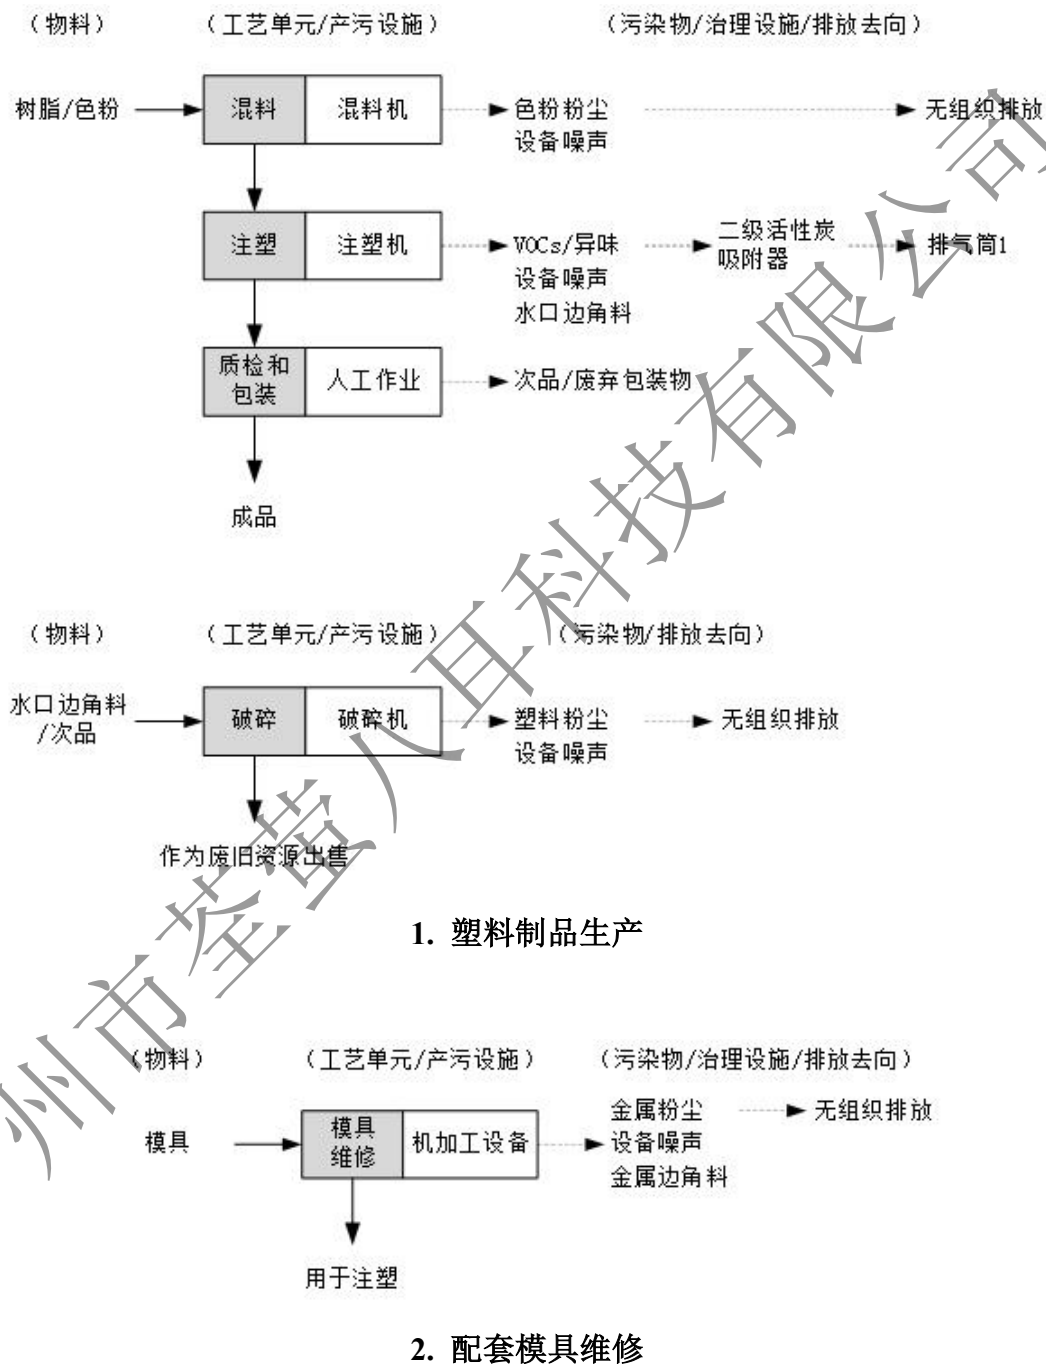 （物料） （工艺单元/产污设施） （污染物/治理设施/排放去向）
树脂/色粉 混料 混料机 色粉粉尘 无组织排放
设备噪声
注塑 注塑机 VOCs/异味 二级活性炭 排气筒1
吸附器
设备噪声
水口边角料
质检和
包装 人工作业 次品/废弃包装物
成品
（物料） （工艺单元/产污设施） （污染物/排放去向）
水口边角料
/次品 破碎 破碎机 塑料粉尘 无组织排放
设备噪声
作为废旧资源出售
1. 塑料制品生产
（物料） （工艺单元/产污设施） （污染物/治理设施/排放去向）
金属粉尘 无组织排放
模具 模具
维修 机加工设备 设备噪声
金属边角料
用于注塑
2. 配套模具维修
州市荃萤八耳科技有限公司